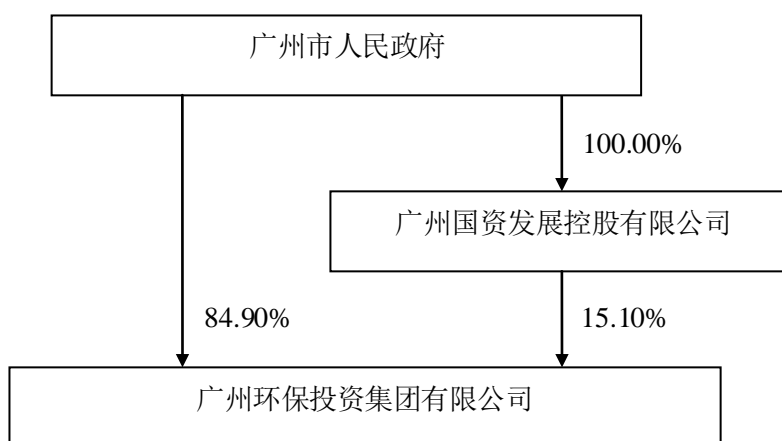 广州市人民政府
100.00%
广州国资发展控股有限公司
84.90%
15.10%
广州环保投资集团有限公司